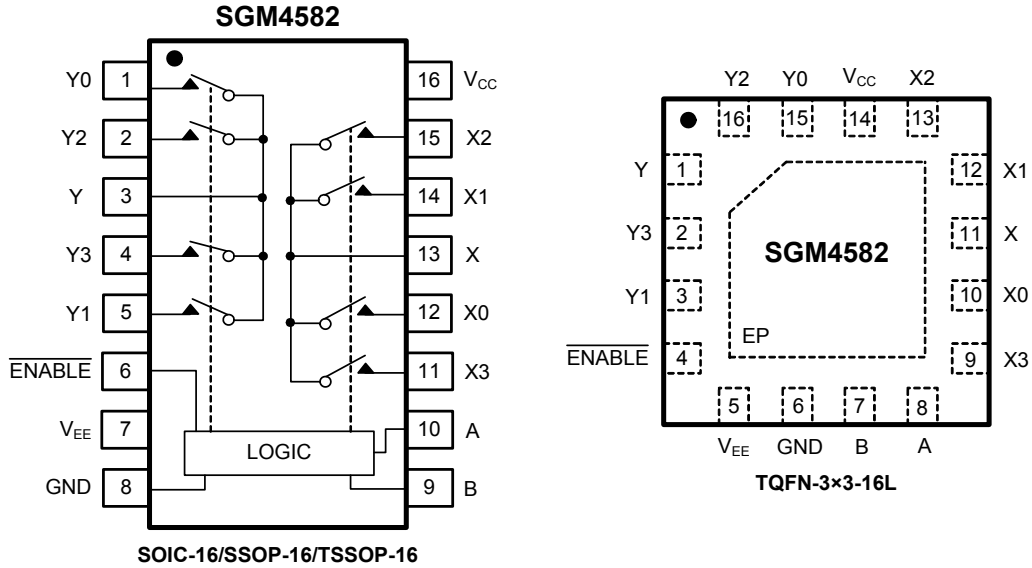 SGM4582
Y0 1 16 VCC
Y2 2 15 X2
Y 3 14 X1
Y3 4 13 X
Y1 5 12 X0
ENABLE 6 11 X3
VEE 7 10 A
LOGIC
GND 8 9 B
SOIC-16/SSOP-16/TSSOP-16
Y2 Y0 VCC X2
16 15 14 13
Y 1 12 X1
Y3 2 11 X
SGM4582
Y1 3 10 X0
EP
ENABLE 4 9 X3
5 6 7 8
VEE GND B A
TQFN-3×3-16L